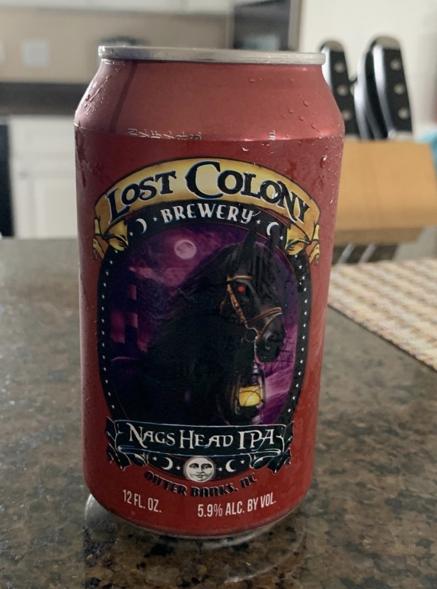 LOST COLONY
BREWERY
NAGS HEAD IPA
OUTER BANKS, NC
12 FL. OZ.
5.9% ALC. BY VOL.